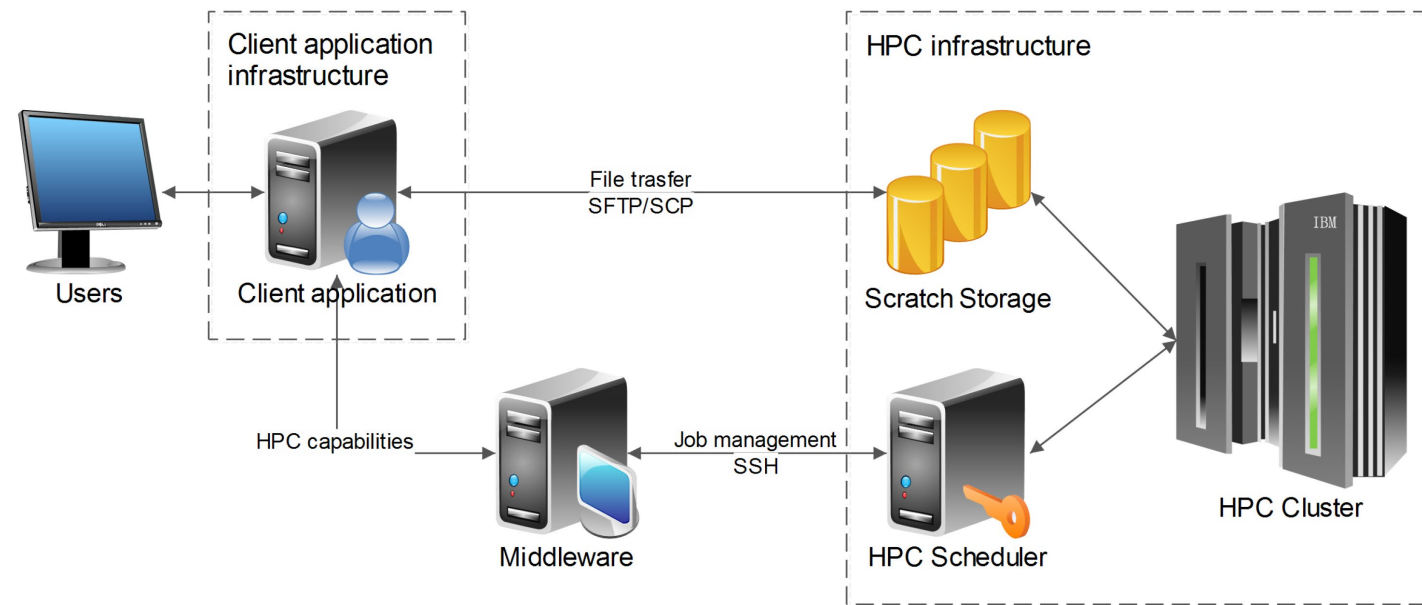 Client application
infrastructure
HPC infrastructure
File trasfer
SFTP/SCP
IBM
Users
Client application
Scratch Storage
HPC capabilities
Job management
SSH
HPC Cluster
Middleware
HPC Scheduler